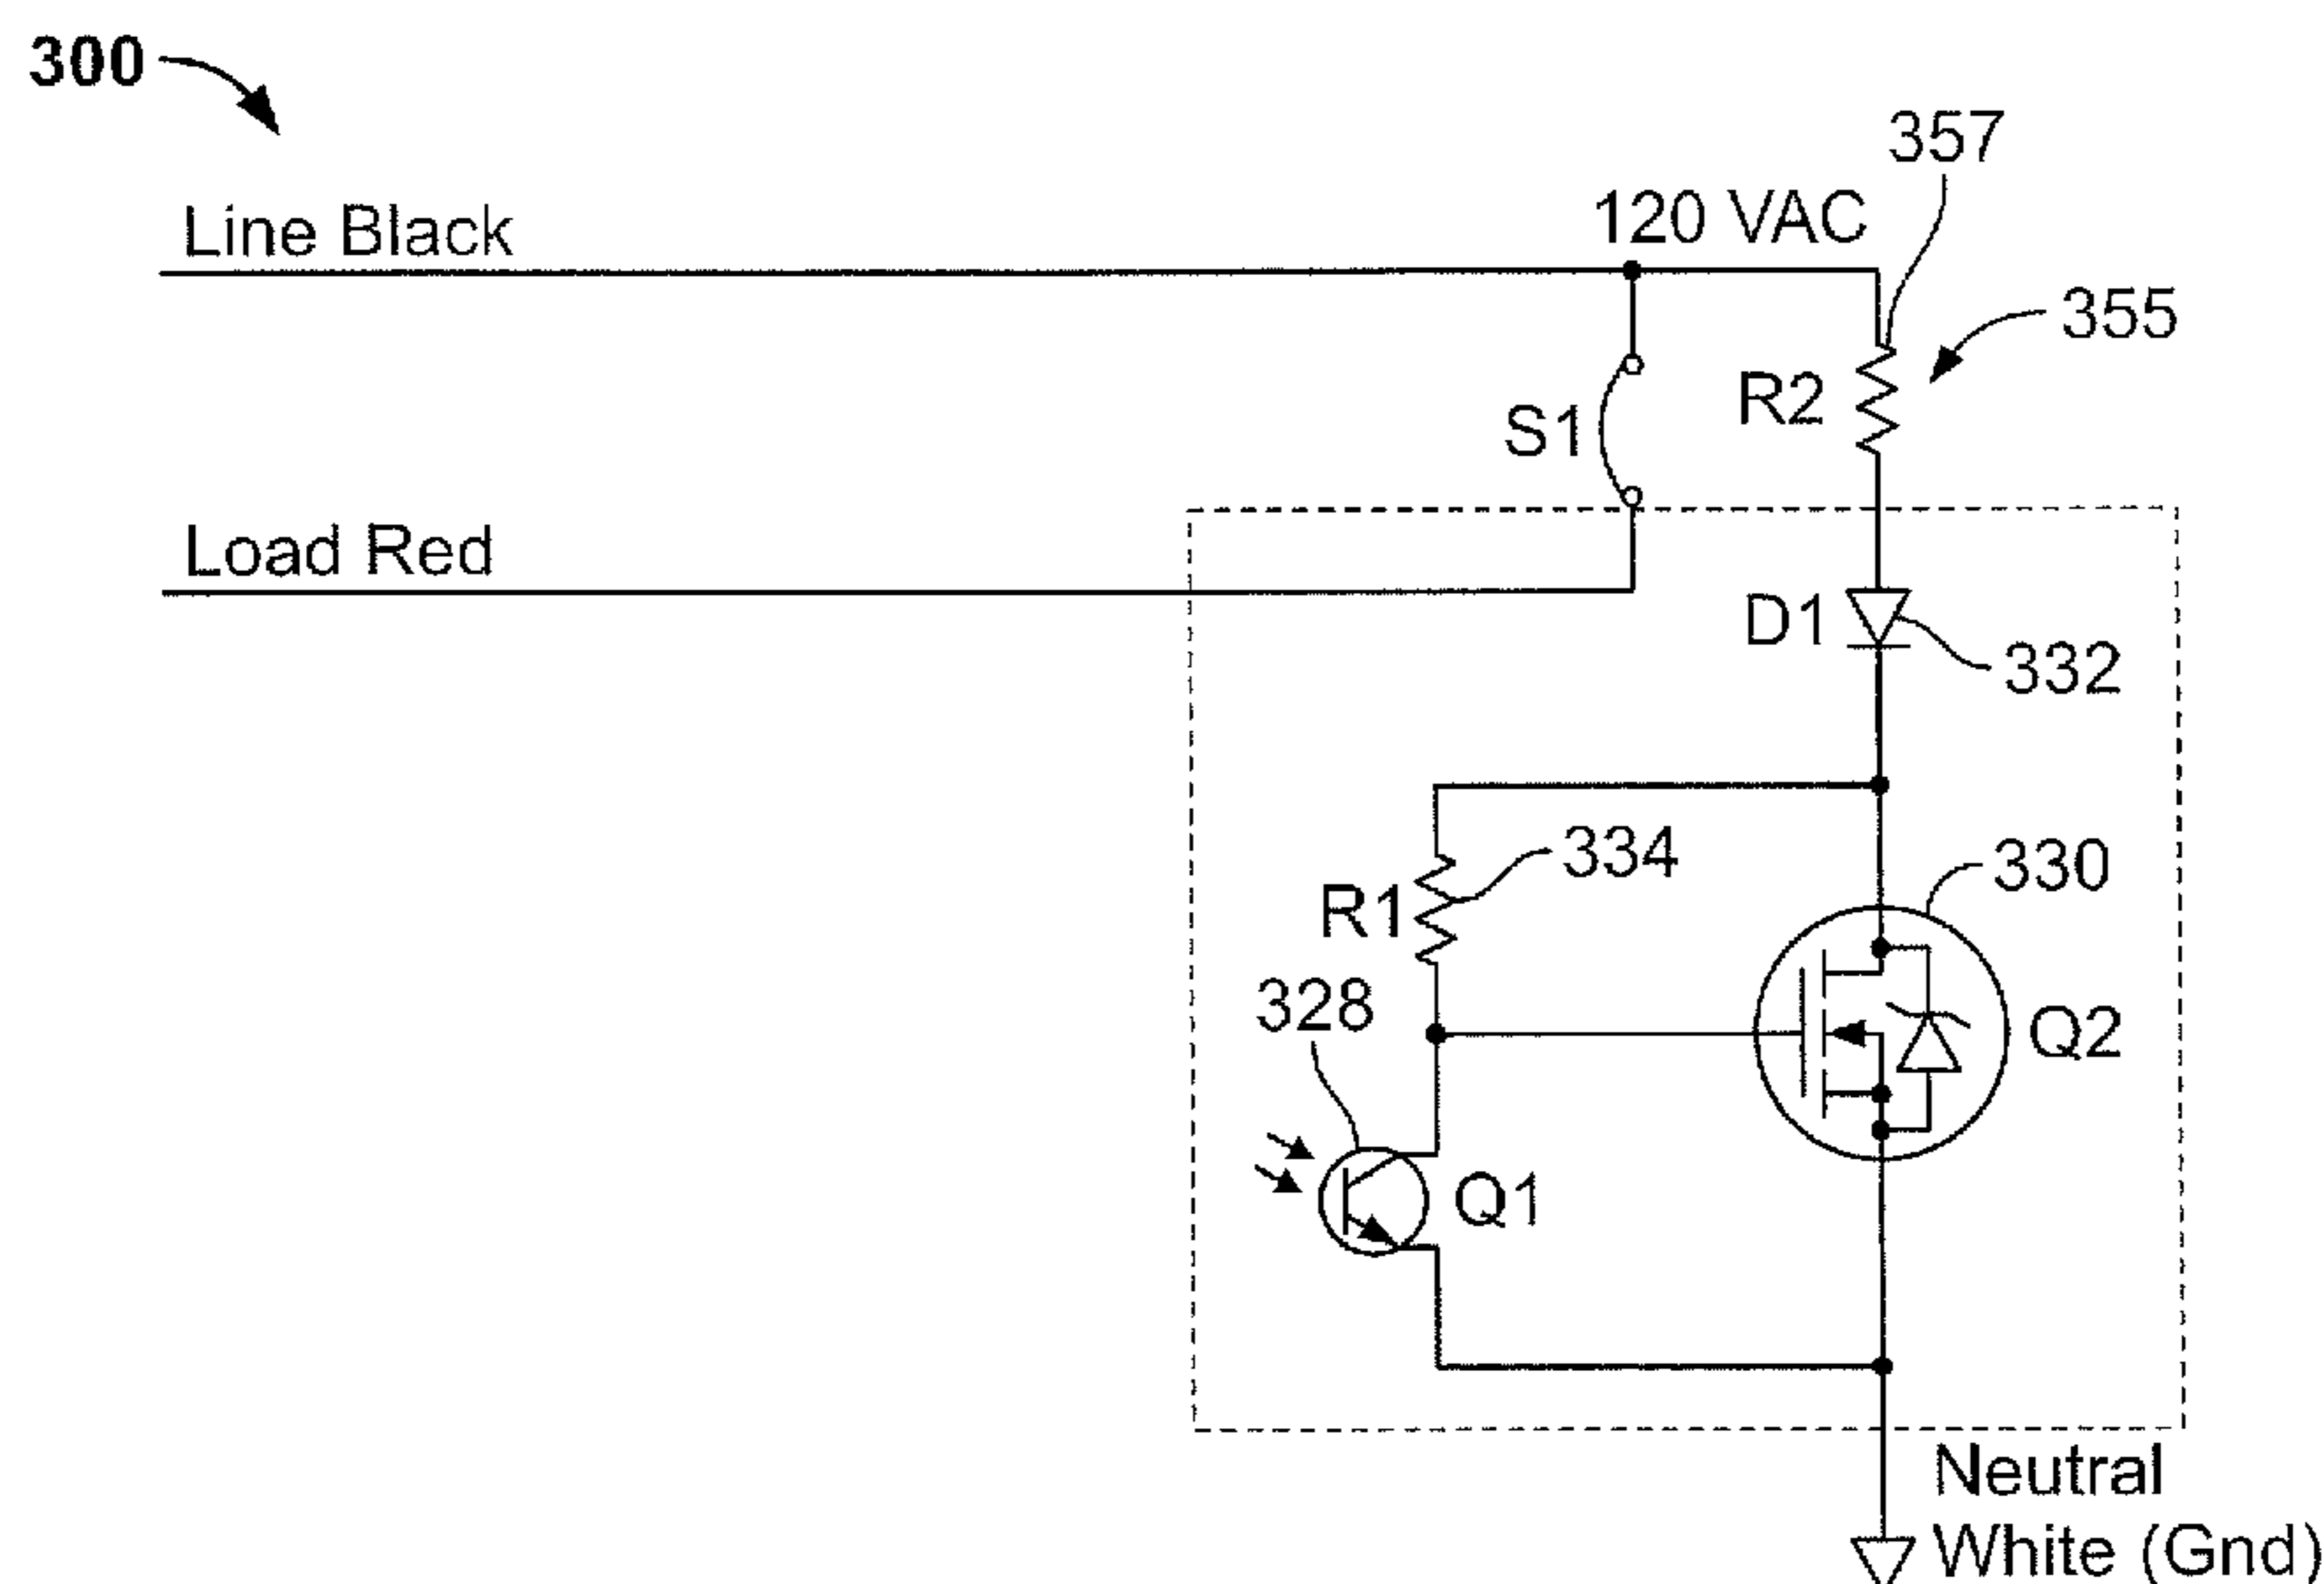 300
357
Line Black
120 VAC
355
R2
S1
Load Red
D1
332
334
330
R1
328
Q2
Q1
Neutral
White (Gnd)